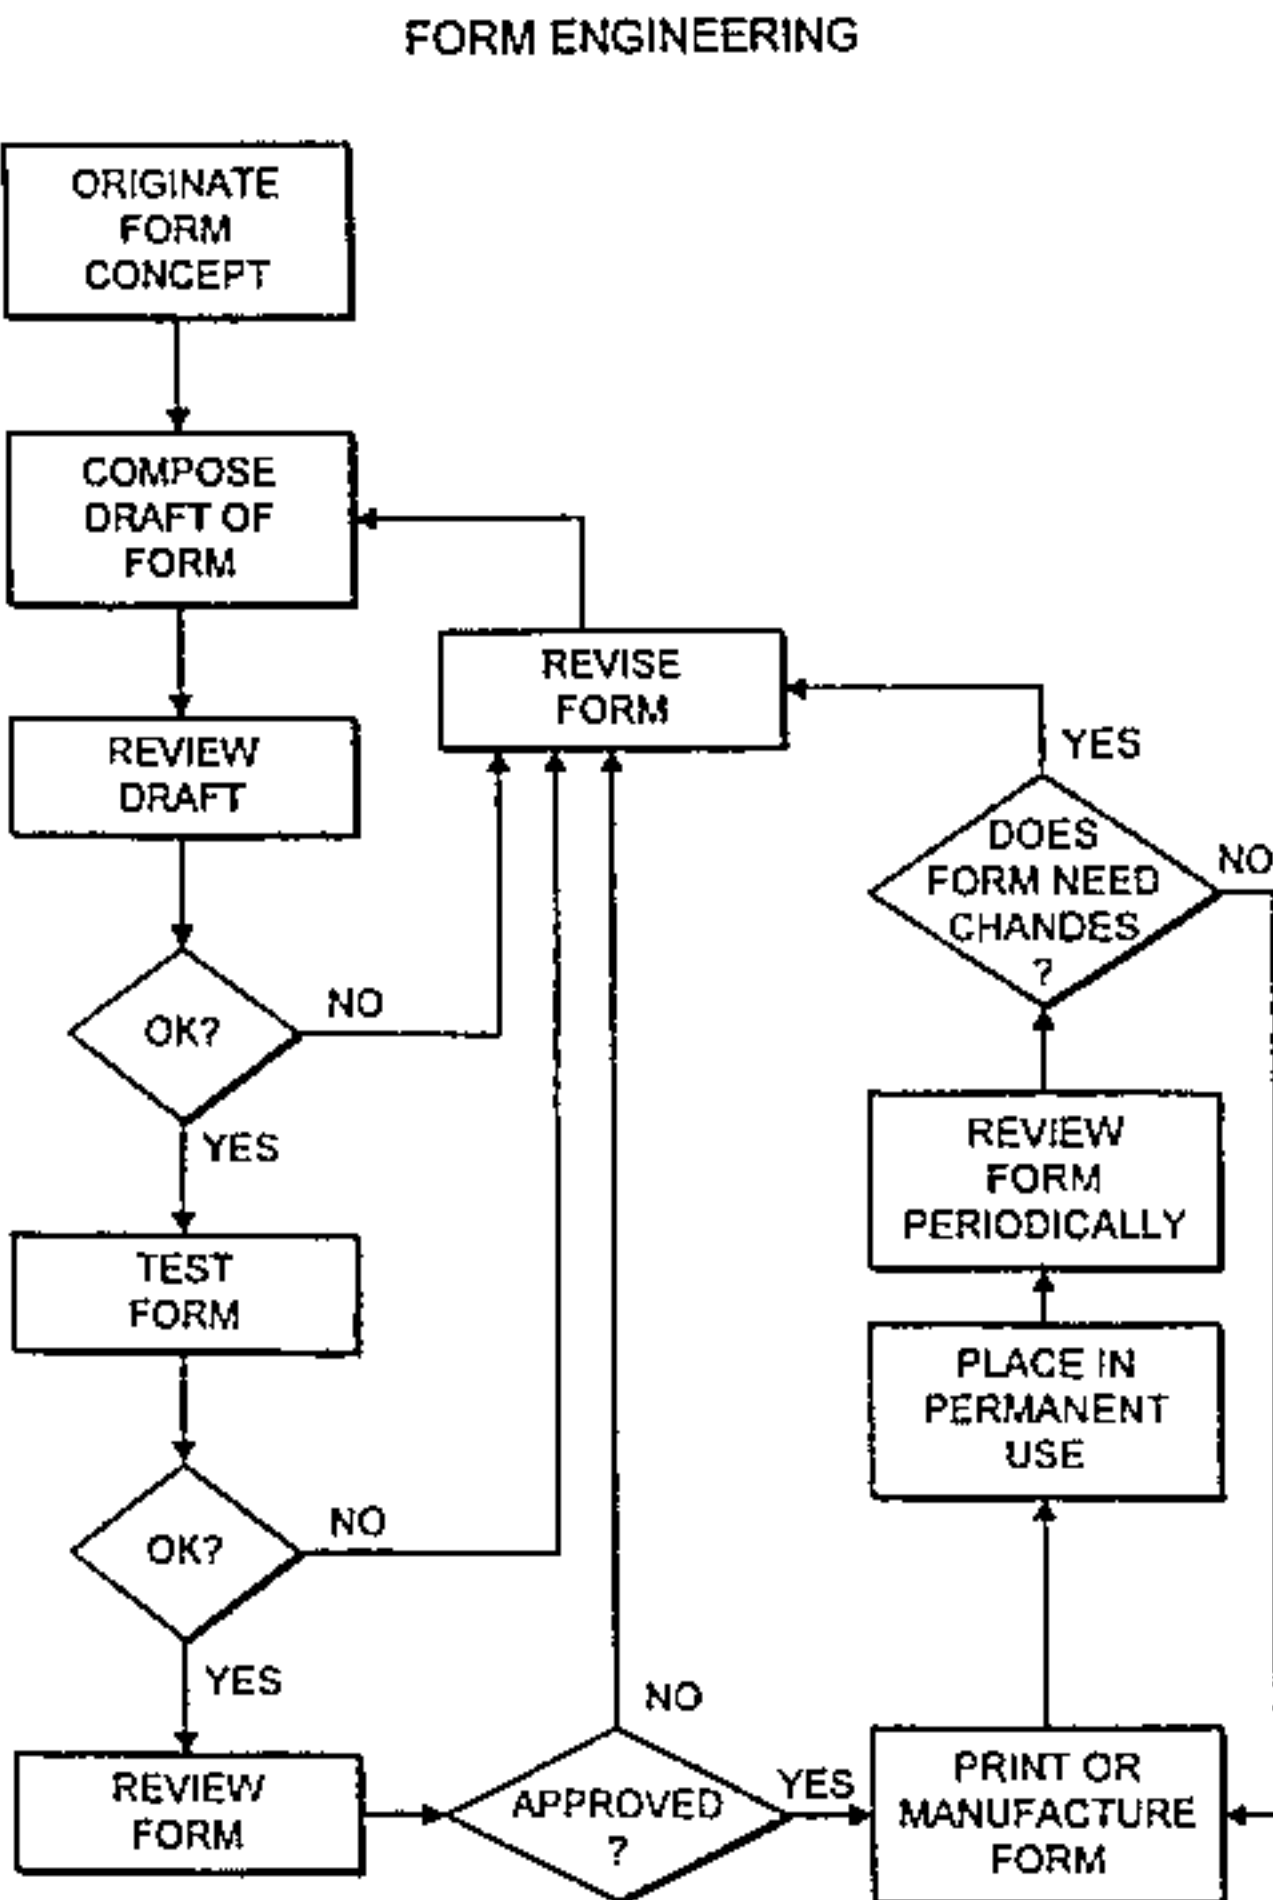 FORM ENGINEERING
ORIGINATE
FORM
CONCEPT
COMPOSE
DRAFT OF
FORM
REVIEW
DRAFT
OK?
NO
YES
TEST
FORM
OK?
NO
YES
REVIEW
FORM
REVISE
FORM
NO
APPROVED
?
YES
PRINT OR
MANUFACTURE
FORM
PLACE IN
PERMANENT
USE
REVIEW
FORM
PERIODICALLY
DOES
FORM NEED
CHANDES
?
YES
NO